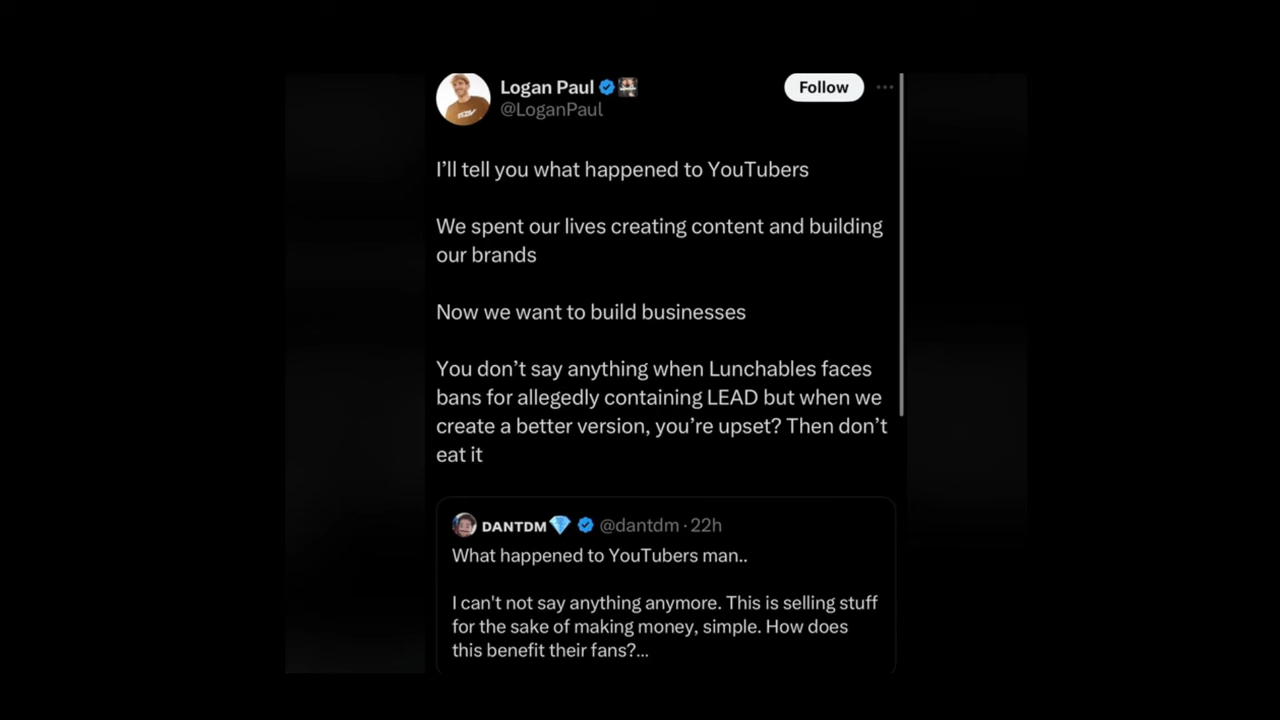 Logan Paul
Follow
@LoganPaul
I’ll tell you what happened to YouTubers
We spent our lives creating content and building
our brands
Now we want to build businesses
You don’t say anything when Lunchables faces
bans for allegedly containing LEAD but when we
create a better version, you’re upset? Then don’t
eat it
DANTDM💎 @dantdm · 22h
What happened to YouTubers man..
I can't not say anything anymore. This is selling stuff
for the sake of making money, simple. How does
this benefit their fans?...